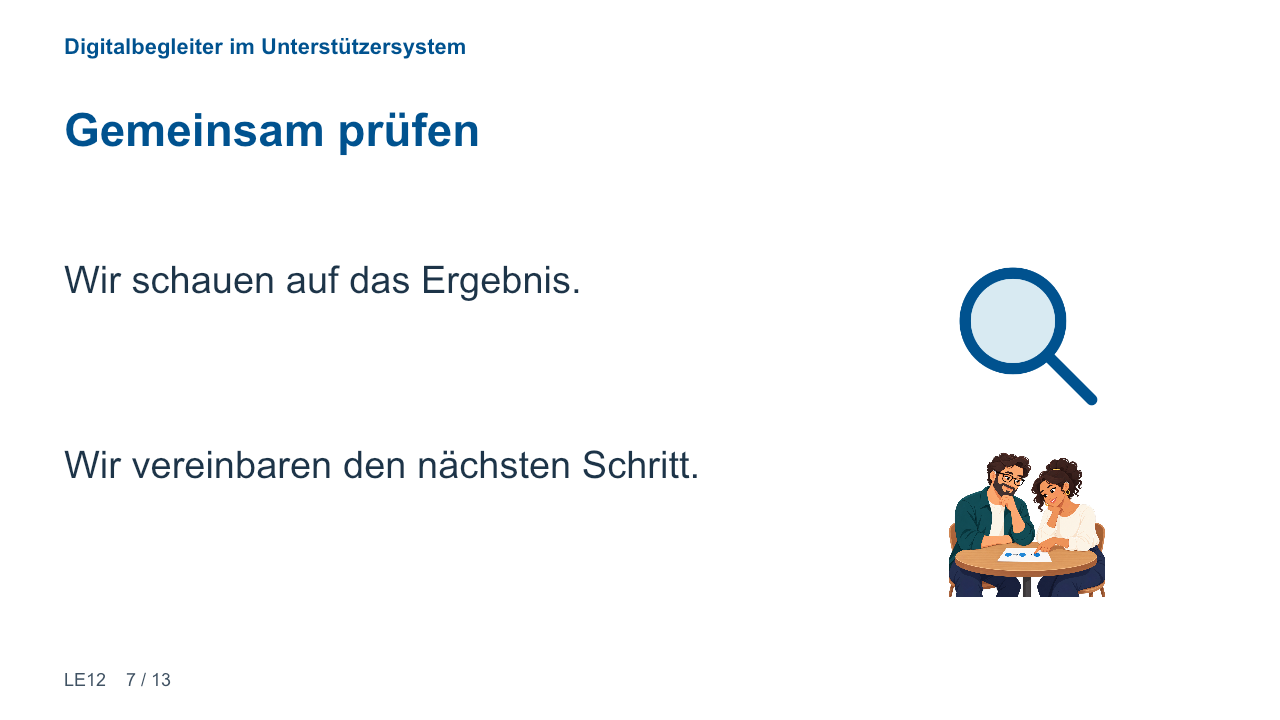 Digitalbegleiter im Unterstützersystem
Gemeinsam prüfen
Wir schauen auf das Ergebnis.
Wir vereinbaren den nächsten Schritt.
LE12 7 / 13